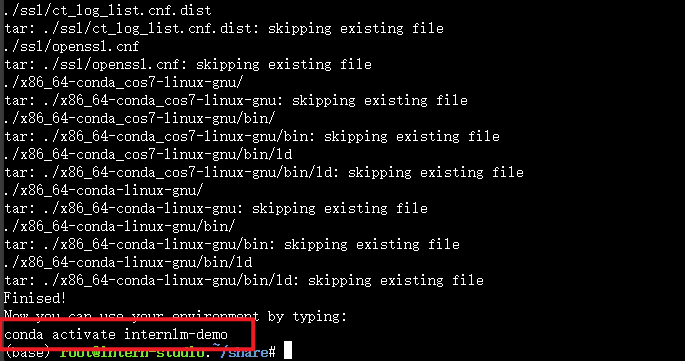 ./ssl/ct_log_list.cnf.dist
tar: ./ssl/ct_log_list.cnf.dist: skipping existing file
./ssl/openssl.cnf
tar: ./ssl/openssl.cnf: skipping existing file
./x86_64-conda_cos7-linux-gnu/
tar: ./x86_64-conda_cos7-linux-gnu: skipping existing file
./x86_64-conda_cos7-linux-gnu/bin/
tar: ./x86_64-conda_cos7-linux-gnu/bin: skipping existing file
./x86_64-conda_cos7-linux-gnu/bin/ld
tar: ./x86_64-conda_cos7-linux-gnu/bin/ld: skipping existing file
./x86_64-conda-linux-gnu/
tar: ./x86_64-conda-linux-gnu: skipping existing file
./x86_64-conda-linux-gnu/bin/
tar: ./x86_64-conda-linux-gnu/bin: skipping existing file
./x86_64-conda-linux-gnu/bin/ld
tar: ./x86_64-conda-linux-gnu/bin/ld: skipping existing file
Finised!
Now you can use your environment by typing:
conda activate internlm-demo
(base) root@intern-studio:~/share#